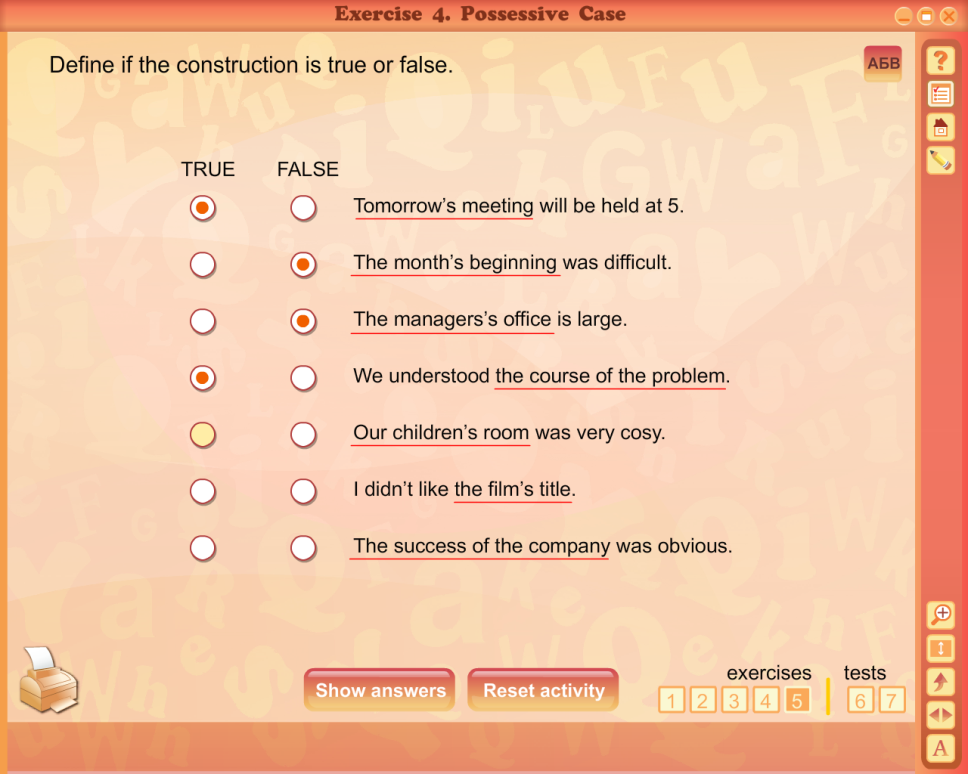 Exercise 4. Possessive Case
Define if the construction is true or false.
АБВ
TRUE FALSE
Tomorrow's meeting will be held at 5.
The month's beginning was difficult.
The managers's office is large.
We understood the course of the problem.
Our children's room was very cosy.
I didn't like the film's title.
The success of the company was obvious.
Show answers Reset activity
exercises tests
1 2 3 4 5 6 7
?
A